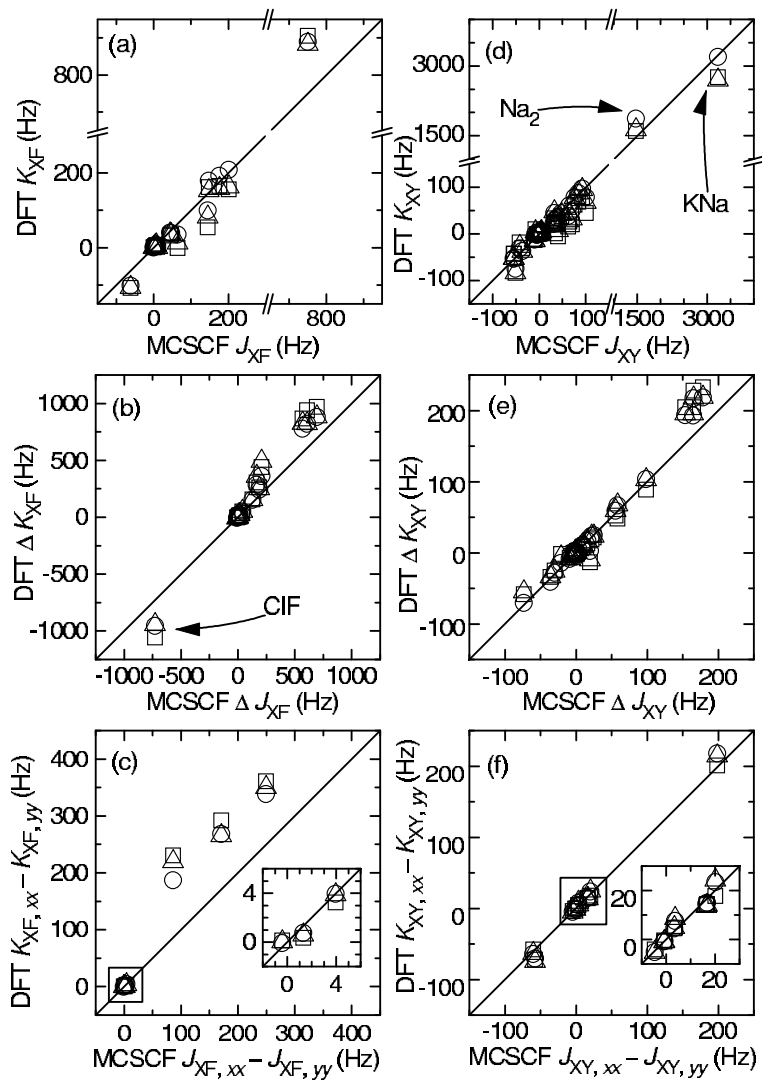 (a)
800
200
0
DFT K_XF (Hz)
0 200 800
MCSCF J_XF (Hz)
(d)
3000
1500
100
0
-100
DFT K_XY (Hz)
Na2
KNa
-100 0 100 1500 3000
MCSCF J_XY (Hz)
(b)
1000
500
0
-500
-1000
DFT Δ K_XF (Hz)
ClF
-1000 -500 0 500 1000
MCSCF Δ J_XF (Hz)
(e)
200
100
0
-100
DFT Δ K_XY (Hz)
-100 0 100 200
MCSCF Δ J_XY (Hz)
(c)
400
300
200
100
0
DFT K_XF, xx – K_XF, yy (Hz)
4
0
0 4
0 100 200 300 400
MCSCF J_XF, xx – J_XF, yy (Hz)
(f)
200
100
0
-100
DFT K_XY, xx – K_XY, yy (Hz)
20
0
0 20
-100 0 100 200
MCSCF J_XY, xx – J_XY, yy (Hz)